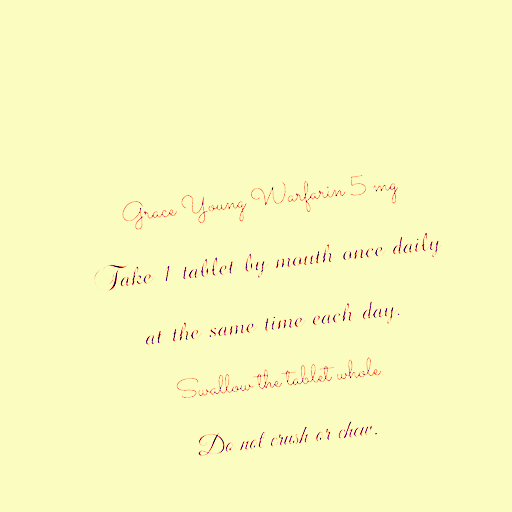 Grace Young Warfarin 5 mg
Take 1 tablet by mouth once daily
at the same time each day.
Swallow the tablet whole
Do not crush or chew.